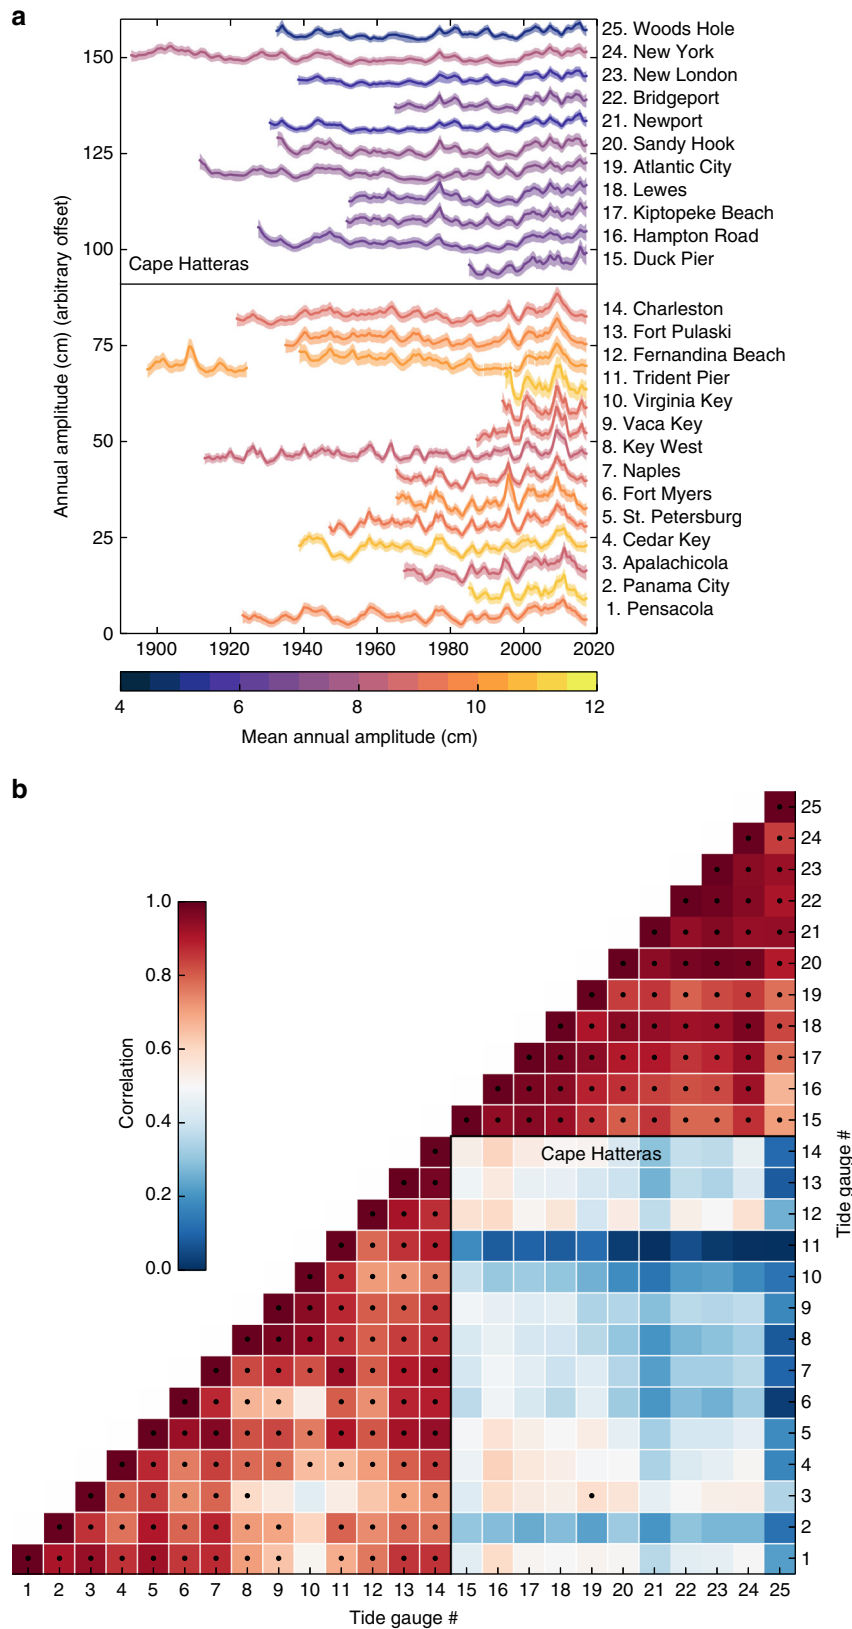 a
150
125
100
75
50
25
0
Annual amplitude (cm) (arbitrary offset)
Cape Hatteras
25. Woods Hole
24. New York
23. New London
22. Bridgeport
21. Newport
20. Sandy Hook
19. Atlantic City
18. Lewes
17. Kiptopeke Beach
16. Hampton Road
15. Duck Pier
14. Charleston
13. Fort Pulaski
12. Fernandina Beach
11. Trident Pier
10. Virginia Key
9. Vaca Key
8. Key West
7. Naples
6. Fort Myers
5. St. Petersburg
4. Cedar Key
3. Apalachicola
2. Panama City
1. Pensacola
1900 1920 1940 1960 1980 2000 2020
4 6 8 10 12
Mean annual amplitude (cm)
b
1.0
0.8
0.6
0.4
0.2
0.0
Correlation
Cape Hatteras
25
24
23
22
21
20
19
18
17
16
15
14
13
12
11
10
9
8
7
6
5
4
3
2
1
Tide gauge #
1 2 3 4 5 6 7 8 9 10 11 12 13 14 15 16 17 18 19 20 21 22 23 24 25
Tide gauge #